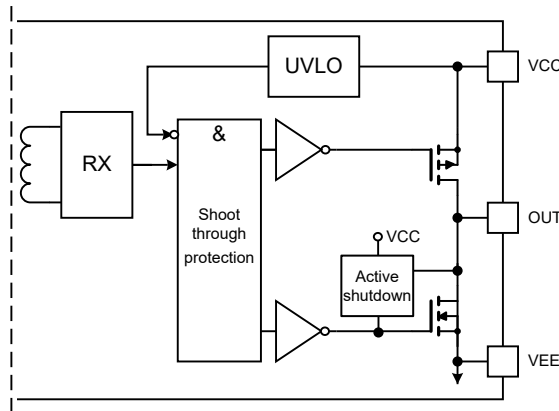 UVLO
VCC
&
RX
Shoot
through
protection
OUT
VCC
Active
shutdown
VEE